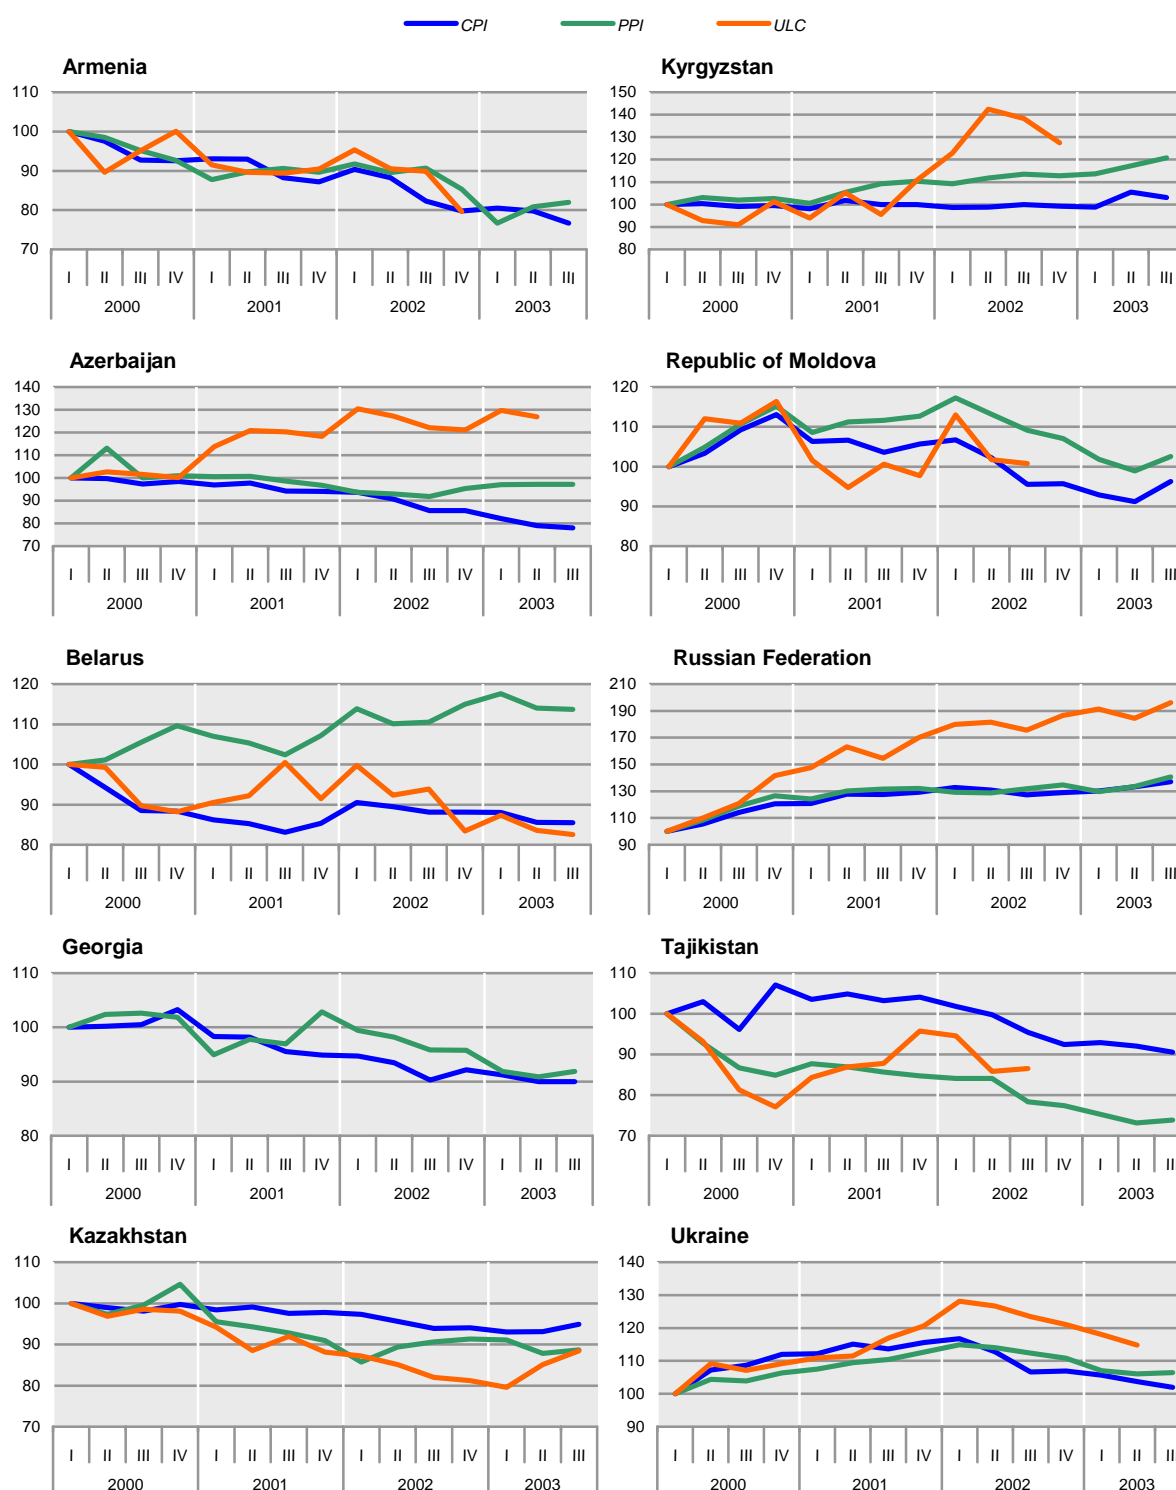 CPI PPI ULC
Armenia
110
100
90
80
70
I II III IV I II III IV I II III IV I II III
2000 2001 2002 2003
Kyrgyzstan
150
140
130
120
110
100
90
80
I II III IV I II III IV I II III IV I II III
2000 2001 2002 2003
Azerbaijan
140
130
120
110
100
90
80
70
I II III IV I II III IV I II III IV I II III
2000 2001 2002 2003
Republic of Moldova
120
110
100
90
80
I II III IV I II III IV I II III IV I II III
2000 2001 2002 2003
Belarus
120
110
100
90
80
I II III IV I II III IV I II III IV I II III
2000 2001 2002 2003
Russian Federation
210
190
170
150
130
110
90
I II III IV I II III IV I II III IV I II III
2000 2001 2002 2003
Georgia
110
100
90
80
I II III IV I II III IV I II III IV I II III
2000 2001 2002 2003
Tajikistan
110
100
90
80
70
I II III IV I II III IV I II III IV I II II
2000 2001 2002 2003
Kazakhstan
110
100
90
80
70
I II III IV I II III IV I II III IV I II III
2000 2001 2002 2003
Ukraine
140
130
120
110
100
90
I II III IV I II III IV I II III IV I II II
2000 2001 2002 2003